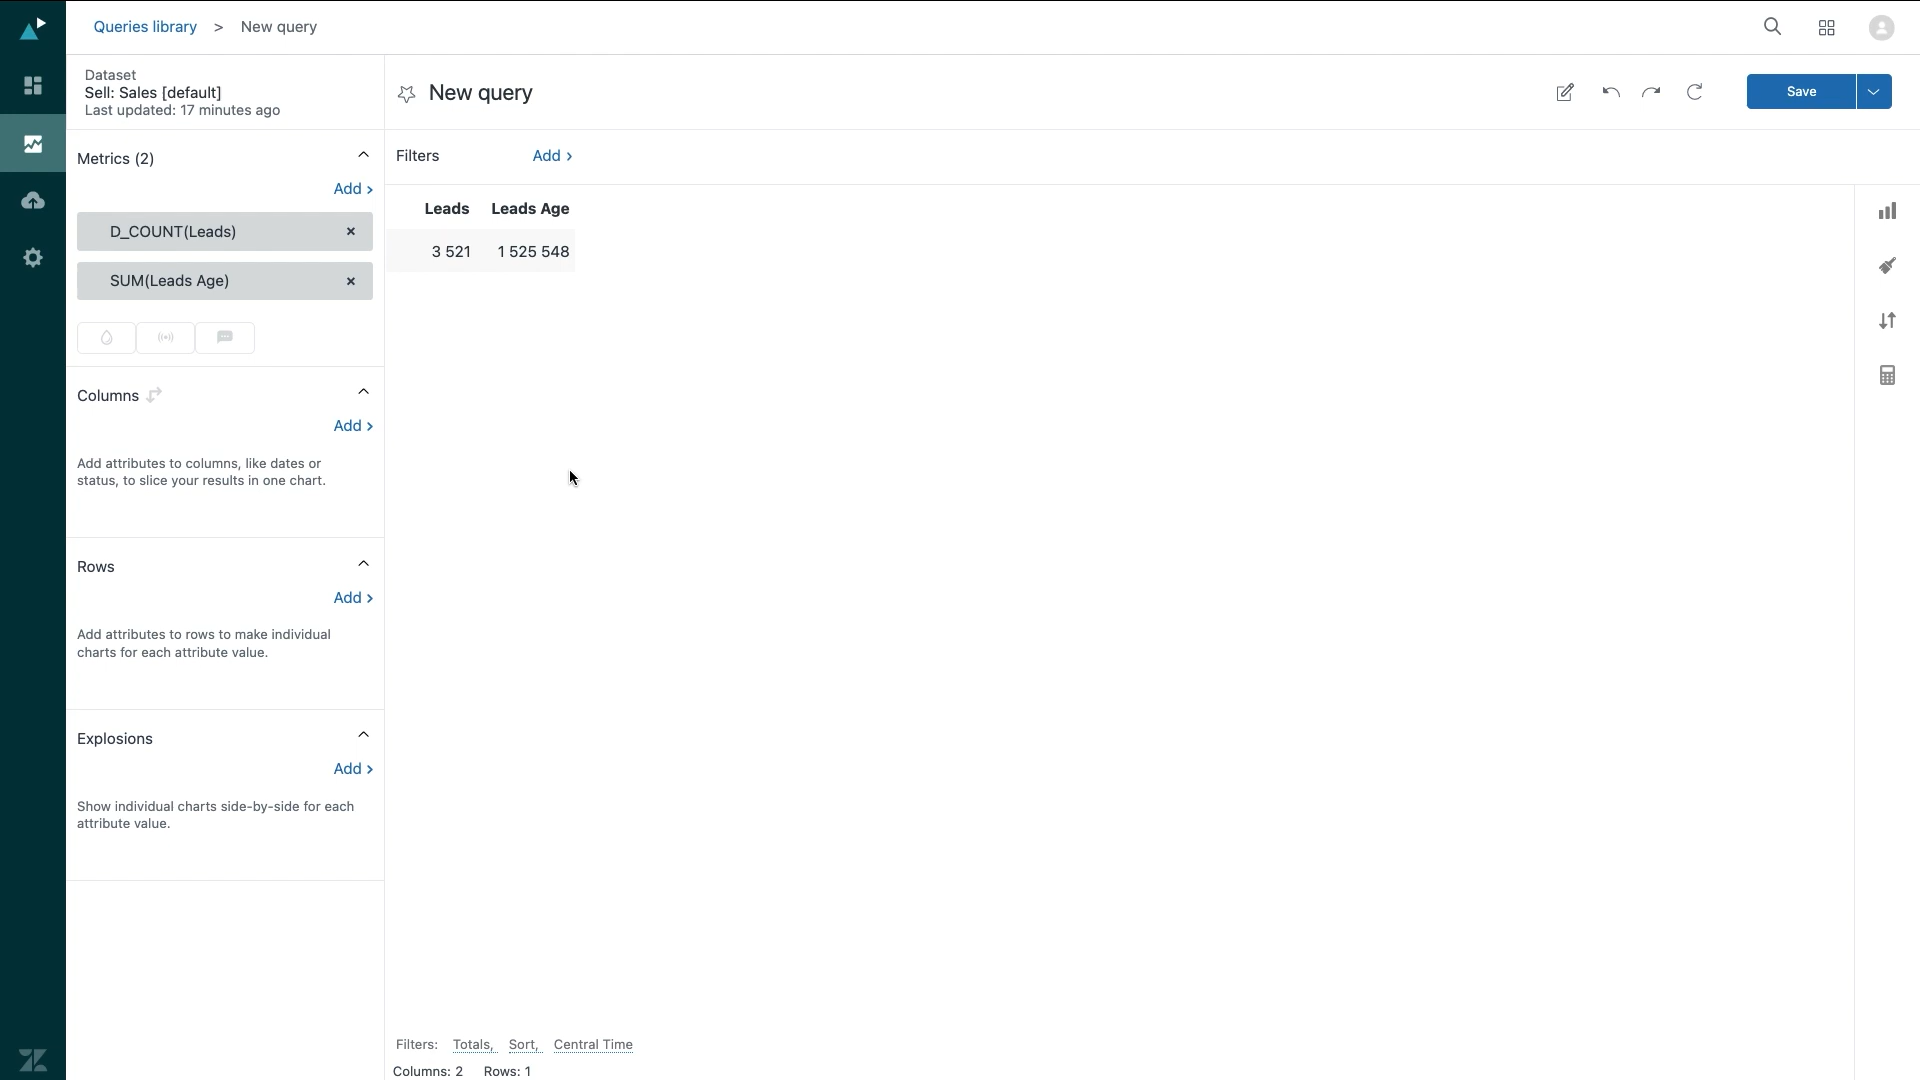 Queries library > New query
Dataset
Sell: Sales [default]
Last updated: 17 minutes ago
New query
Save
Metrics (2)
Add >
D_COUNT(Leads) ×
SUM(Leads Age) ×
Columns
Add >
Add attributes to columns, like dates or
status, to slice your results in one chart.
Rows
Add >
Add attributes to rows to make individual
charts for each attribute value.
Explosions
Add >
Show individual charts side-by-side for each
attribute value.
Filters Add >
Leads Leads Age
3 521 1 525 548
Filters: Totals, Sort, Central Time
Columns: 2 Rows: 1